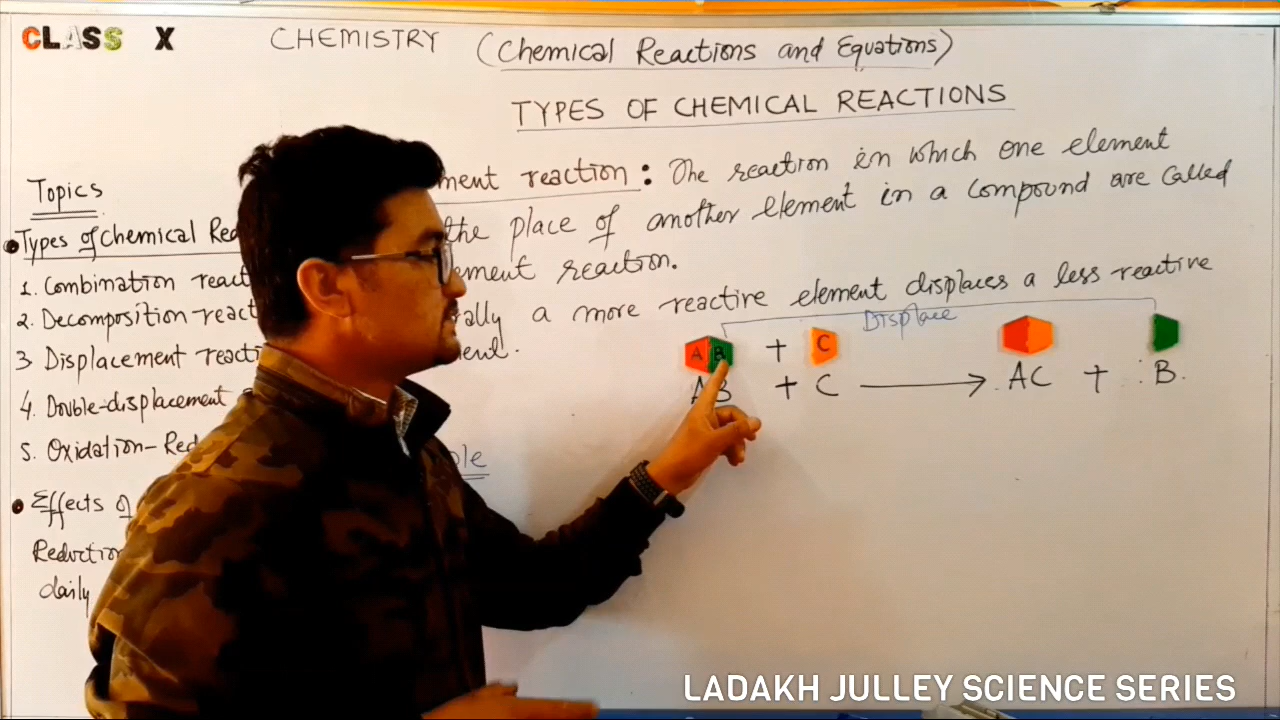 CLASS X
CHEMISTRY (Chemical Reactions and Equations)
TYPES OF CHEMICAL REACTIONS
Topics
Types of Chemical Rea
1. Combination react
2. Decomposition-react
3 Displacement reacti
4. Double-displacement
5. Oxidation-Red
Effects of
Reduction
daily
ment reaction: The reaction in which one element
the place of another element in a compound are called
ement reaction.
ally a more reactive element displaces a less reactive
ment.
Displace
A B + C
AB + C → AC + B.
ple
LADAKH JULLEY SCIENCE SERIES